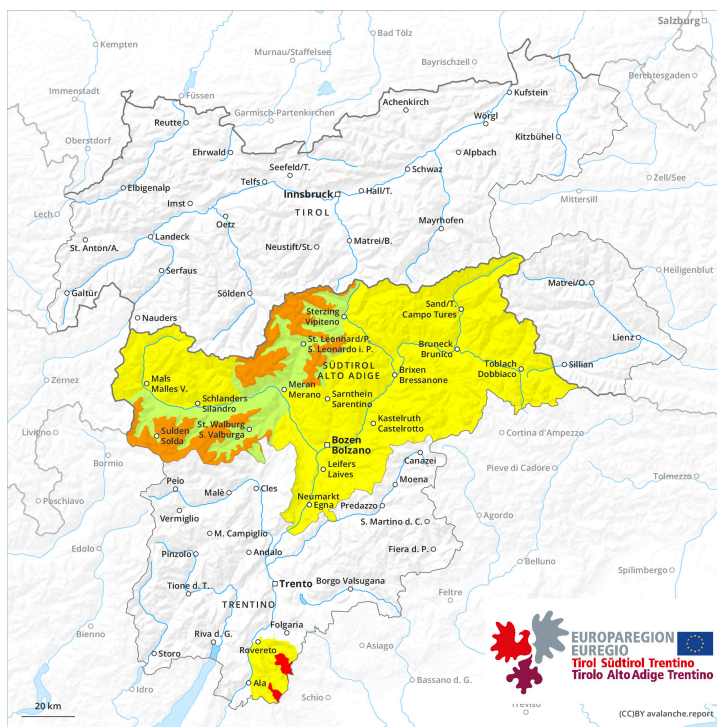 Salzburg
Kempten
Bad Tölz
Murnau/Staffelsee
Bayrischzell
Berchtesgaden
Immenstadt
Füssen
Kufstein
Garmisch-Partenkirchen
Achenkirch
Reutte
Wörgl
Oberstdorf
Kitzbühel
Ehrwald
Alpbach
Seefeld/T.
Schwaz
Telfs
Zell/See
Elbigenalp
Innsbruck
Hall/T.
Mittersill
Imst
TIROL
Lech
Oetz
Mayrhofen
Landeck
Matrei/B.
St. Anton/A.
Neustift/St.
Serfaus
Heiligenblut
Matrei/O.
Galtür
Sölden
Sand/T.
Campo Tures
Sterzing
Vipiteno
Nauders
Lienz
St. Leonhard/P.
S. Leonardo i. P.
Bruneck
Brunico
Sillian
Toblach
Dobbiaco
SÜDTIROL
ALTO ADIGE
Brixen
Bressanone
Zernez
Mals
Malles V.
Meran
Merano
Schlanders
Silandro
Sarnthein
Sarentino
St. Walburg
S. Valburga
Kastelruth
Castelrotto
Livigno
Sulden
Solda
Cortina d'Ampezzo
Bozen
Bolzano
Bormio
Canazei
Pieve di Cadore
Leifers
Laives
Tolmezzo
Peio
Moena
Malè
Cles
Poschiavo
Neumarkt
Egna
Predazzo
Vermiglio
Agordo
S. Martino d. C.
M. Campiglio
Edolo
Pinzolo
Andalo
Fiera d. P.
Belluno
Spilimbergo
Trento
Tione d. T.
Borgo Valsugana
Feltre
TRENTINO
Folgaria
Bienno
Riva d. G.
Rovereto
EUROPAREGION
EUREGIO
Storo
Asiago
Tirol Südtirol Trentino
Tirolo Alto Adige Trentino
Ala
Bassano d. G.
Idro
Schio
Treviso
20 km
(CC)BY avalanche.report